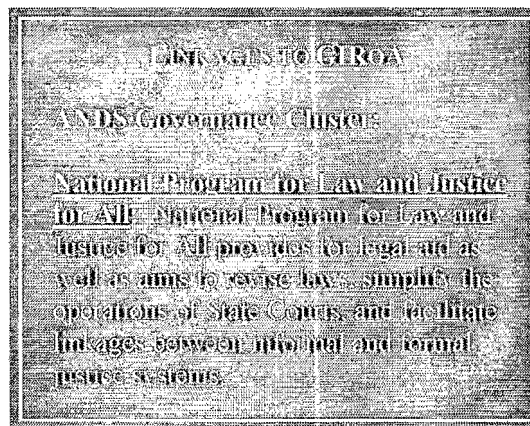 LINKAGES TO GIROA
ANDS Governance Cluster:
National Program for Law and Justice
for All: National Program for Law and
Justice for All provides for legal aid as
well as aims to revise laws, simplify the
operations of State Courts, and facilitate
linkages between informal and formal
justice systems.